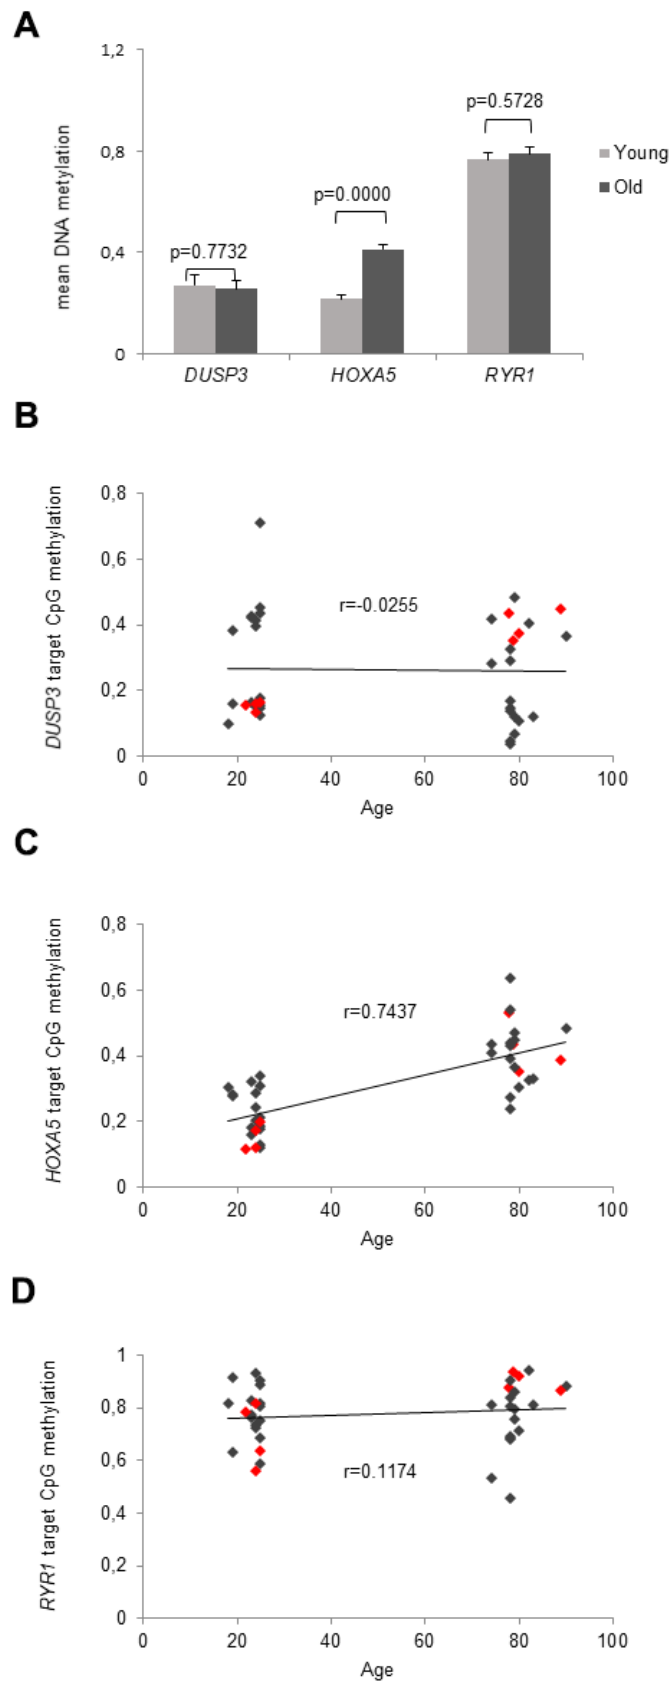 A
1,2
0,8
0,4
0
mean DNA metylation
p=0.7732
p=0.0000
p=0.5728
Young
Old
DUSP3 HOXA5 RYR1
B
DUSP3 target CpG methylation
0,8
0,6
0,4
0,2
0
r=-0.0255
0 20 40 60 80 100
Age
C
HOXA5 target CpG methylation
0,8
0,6
0,4
0,2
0
r=0.7437
0 20 40 60 80 100
Age
D
RYR1 target CpG methylation
1
0,8
0,6
0,4
0,2
0
r=0.1174
0 20 40 60 80 100
Age